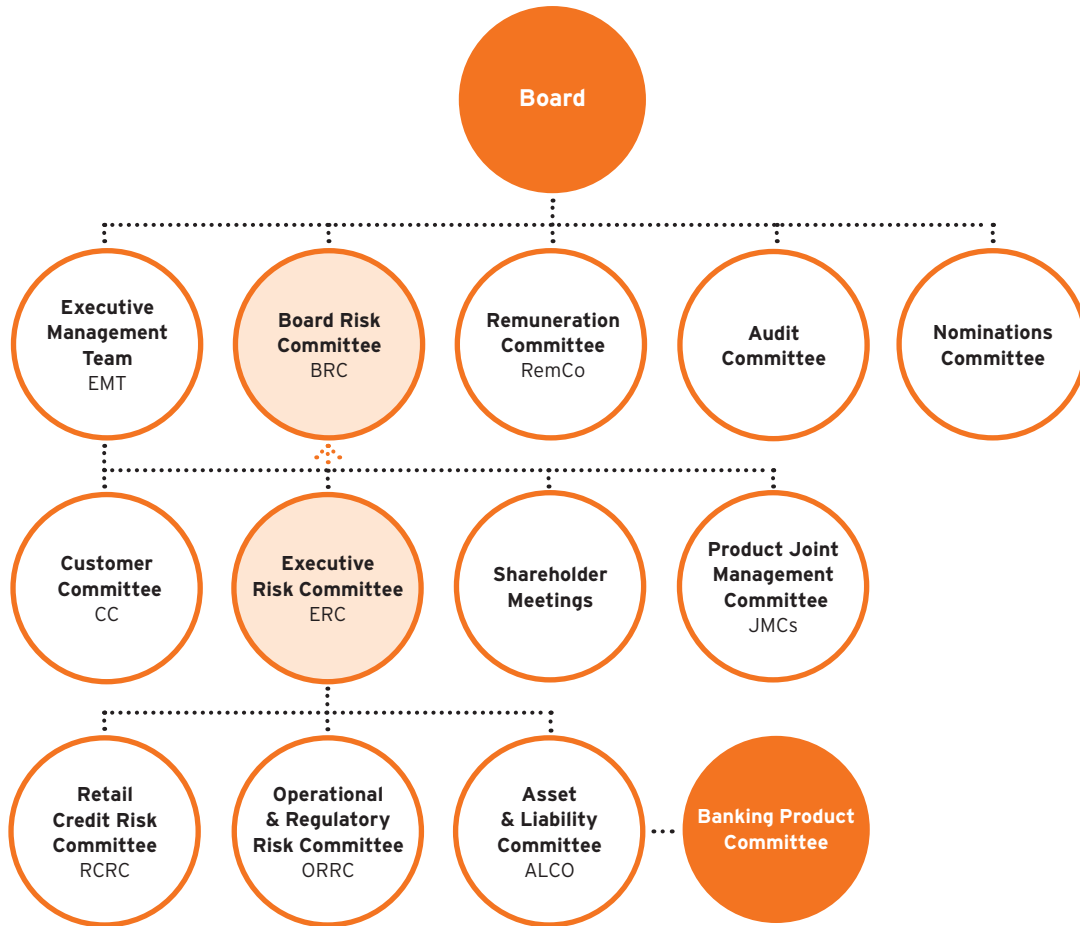 Board
Executive
Management
Team
EMT
Board Risk
Committee
BRC
Remuneration
Committee
RemCo
Audit
Committee
Nominations
Committee
Customer
Committee
CC
Executive
Risk Committee
ERC
Shareholder
Meetings
Product Joint
Management
Committee
JMCs
Retail
Credit Risk
Committee
RCRC
Operational
& Regulatory
Risk Committee
ORRC
Asset
& Liability
Committee
ALCO
Banking Product
Committee